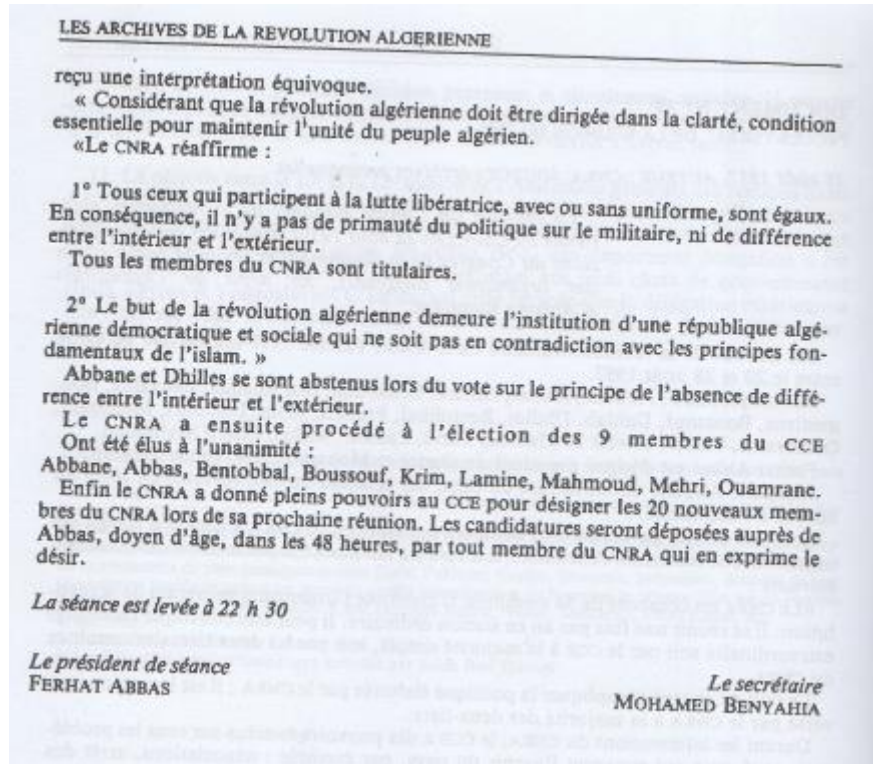 LES ARCHIVES DE LA REVOLUTION ALGERIENNE
reçu une interprétation équivoque.
« Considérant que la révolution algérienne doit être dirigée dans la clarté, condition
essentielle pour maintenir l'unité du peuple algérien.
«Le CNRA réaffirme :
1° Tous ceux qui participent à la lutte libératrice, avec ou sans uniforme, sont égaux.
En conséquence, il n'y a pas de primauté du politique sur le militaire, ni de différence
entre l'intérieur et l'extérieur.
Tous les membres du CNRA sont titulaires.
2° Le but de la révolution algérienne demeure l'institution d'une république algé-
rienne démocratique et sociale qui ne soit pas en contradiction avec les principes fon-
damentaux de l'islam. »
Abbane et Dhilles se sont abstenus lors du vote sur le principe de l'absence de diffé-
rence entre l'intérieur et l'extérieur.
Le CNRA a ensuite procédé à l'élection des 9 membres du CCE
Ont été élus à l'unanimité :
Abbane, Abbas, Bentobbal, Boussouf, Krim, Lamine, Mahmoud, Mehri, Ouamrane.
Enfin le CNRA a donné pleins pouvoirs au CCE pour désigner les 20 nouveaux mem-
bres du CNRA lors de sa prochaine réunion. Les candidatures seront déposées auprès de
Abbas, doyen d'âge, dans les 48 heures, par tout membre du CNRA qui en exprime le
désir.
La séance est levée à 22 h 30
Le président de séance
FERHAT ABBAS
Le secrétaire
MOHAMED BENYAHIA